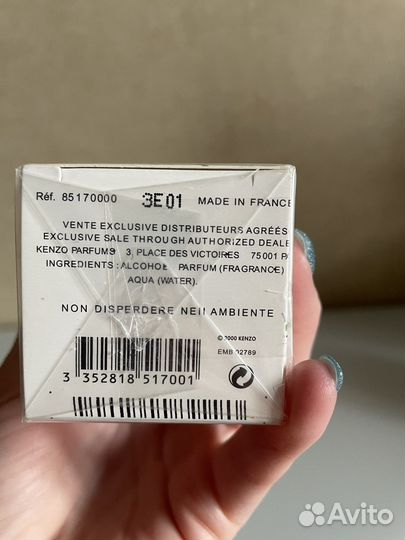 Réf. 85170000 3E01 MADE IN FRANCE
VENTE EXCLUSIVE DISTRIBUTEURS AGRÉÉS
EXCLUSIVE SALE THROUGH AUTHORIZED DEALE
KENZO PARFUMS 3, PLACE DES VICTOIRES 75001 P
INGREDIENTS : ALCOHOL PARFUM (FRAGRANCE)
AQUA (WATER).
NON DISPERDERE NELL AMBIENTE
© 2000 KENZO
EMB 02789
3 352818 517001
Avito